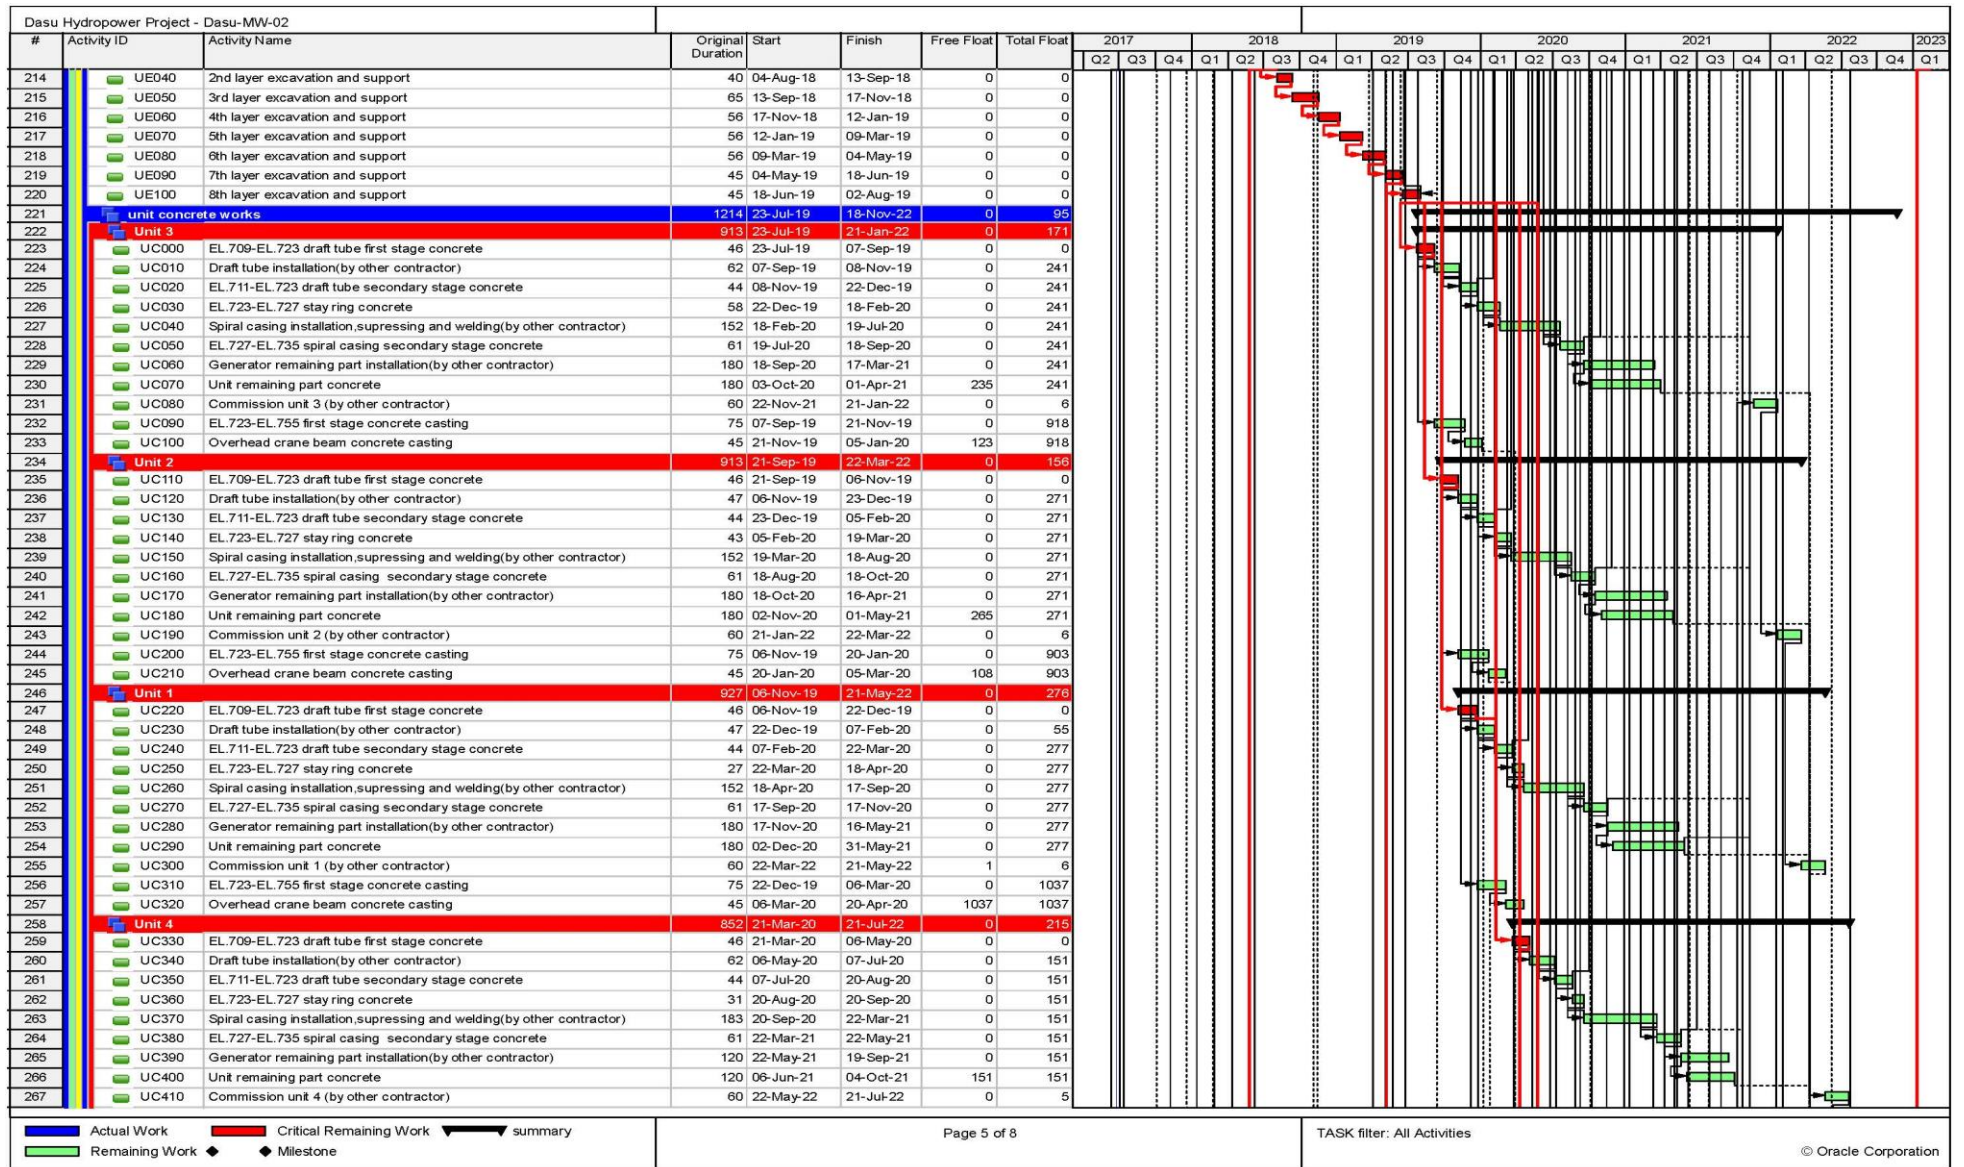 Dasu Hydropower Project - Dasu-MW-02
# Activity ID Activity Name Original Duration Start Finish Free Float Total Float 2017 2018 2019 2020 2021 2022 2023
Q2 Q3 Q4 Q1 Q2 Q3 Q4 Q1 Q2 Q3 Q4 Q1 Q2 Q3 Q4 Q1 Q2 Q3 Q4 Q1 Q2 Q3 Q4 Q1
214 UE040 2nd layer excavation and support 40 04-Aug-18 13-Sep-18 0 0
215 UE050 3rd layer excavation and support 65 13-Sep-18 17-Nov-18 0 0
216 UE060 4th layer excavation and support 56 17-Nov-18 12-Jan-19 0 0
217 UE070 5th layer excavation and support 56 12-Jan-19 09-Mar-19 0 0
218 UE080 6th layer excavation and support 56 09-Mar-19 04-May-19 0 0
219 UE090 7th layer excavation and support 45 04-May-19 18-Jun-19 0 0
220 UE100 8th layer excavation and support 45 18-Jun-19 02-Aug-19 0 0
221 unit concrete works 1214 23-Jul-19 18-Nov-22 0 95
222 Unit 3 913 23-Jul-19 21-Jan-22 0 171
223 UC000 EL.709-EL.723 draft tube first stage concrete 46 23-Jul-19 07-Sep-19 0 0
224 UC010 Draft tube installation(by other contractor) 62 07-Sep-19 08-Nov-19 0 241
225 UC020 EL.711-EL.723 draft tube secondary stage concrete 44 08-Nov-19 22-Dec-19 0 241
226 UC030 EL.723-EL.727 stay ring concrete 58 22-Dec-19 18-Feb-20 0 241
227 UC040 Spiral casing installation,supressing and welding(by other contractor) 152 18-Feb-20 19-Jul-20 0 241
228 UC050 EL.727-EL.735 spiral casing secondary stage concrete 61 19-Jul-20 18-Sep-20 0 241
229 UC060 Generator remaining part installation(by other contractor) 180 18-Sep-20 17-Mar-21 0 241
230 UC070 Unit remaining part concrete 180 03-Oct-20 01-Apr-21 235 241
231 UC080 Commission unit 3 (by other contractor) 60 22-Nov-21 21-Jan-22 0 6
232 UC090 EL.723-EL.755 first stage concrete casting 75 07-Sep-19 21-Nov-19 0 918
233 UC100 Overhead crane beam concrete casting 45 21-Nov-19 05-Jan-20 123 918
234 Unit 2 913 21-Sep-19 22-Mar-22 0 156
235 UC110 EL.709-EL.723 draft tube first stage concrete 46 21-Sep-19 06-Nov-19 0 0
236 UC120 Draft tube installation(by other contractor) 47 06-Nov-19 23-Dec-19 0 271
237 UC130 EL.711-EL.723 draft tube secondary stage concrete 44 23-Dec-19 05-Feb-20 0 271
238 UC140 EL.723-EL.727 stay ring concrete 43 05-Feb-20 19-Mar-20 0 271
239 UC150 Spiral casing installation,supressing and welding(by other contractor) 152 19-Mar-20 18-Aug-20 0 271
240 UC160 EL.727-EL.735 spiral casing secondary stage concrete 61 18-Aug-20 18-Oct-20 0 271
241 UC170 Generator remaining part installation(by other contractor) 180 18-Oct-20 16-Apr-21 0 271
242 UC180 Unit remaining part concrete 180 02-Nov-20 01-May-21 265 271
243 UC190 Commission unit 2 (by other contractor) 60 21-Jan-22 22-Mar-22 0 6
244 UC200 EL.723-EL.755 first stage concrete casting 75 06-Nov-19 20-Jan-20 0 903
245 UC210 Overhead crane beam concrete casting 45 20-Jan-20 05-Mar-20 108 903
246 Unit 1 927 06-Nov-19 21-May-22 0 276
247 UC220 EL.709-EL.723 draft tube first stage concrete 46 06-Nov-19 22-Dec-19 0 0
248 UC230 Draft tube installation(by other contractor) 47 22-Dec-19 07-Feb-20 0 55
249 UC240 EL.711-EL.723 draft tube secondary stage concrete 44 07-Feb-20 22-Mar-20 0 277
250 UC250 EL.723-EL.727 stay ring concrete 27 22-Mar-20 18-Apr-20 0 277
251 UC260 Spiral casing installation,supressing and welding(by other contractor) 152 18-Apr-20 17-Sep-20 0 277
252 UC270 EL.727-EL.735 spiral casing secondary stage concrete 61 17-Sep-20 17-Nov-20 0 277
253 UC280 Generator remaining part installation(by other contractor) 180 17-Nov-20 16-May-21 0 277
254 UC290 Unit remaining part concrete 180 02-Dec-20 31-May-21 0 277
255 UC300 Commission unit 1 (by other contractor) 60 22-Mar-22 21-May-22 1 6
256 UC310 EL.723-EL.755 first stage concrete casting 75 22-Dec-19 06-Mar-20 0 1037
257 UC320 Overhead crane beam concrete casting 45 06-Mar-20 20-Apr-20 1037 1037
258 Unit 4 852 21-Mar-20 21-Jul-22 0 215
259 UC330 EL.709-EL.723 draft tube first stage concrete 46 21-Mar-20 06-May-20 0 0
260 UC340 Draft tube installation(by other contractor) 62 06-May-20 07-Jul-20 0 151
261 UC350 EL.711-EL.723 draft tube secondary stage concrete 44 07-Jul-20 20-Aug-20 0 151
262 UC360 EL.723-EL.727 stay ring concrete 31 20-Aug-20 20-Sep-20 0 151
263 UC370 Spiral casing installation,supressing and welding(by other contractor) 183 20-Sep-20 22-Mar-21 0 151
264 UC380 EL.727-EL.735 spiral casing secondary stage concrete 61 22-Mar-21 22-May-21 0 151
265 UC390 Generator remaining part installation(by other contractor) 120 22-May-21 19-Sep-21 0 151
266 UC400 Unit remaining part concrete 120 06-Jun-21 04-Oct-21 151 151
267 UC410 Commission unit 4 (by other contractor) 60 22-May-22 21-Jul-22 0 5
Actual Work Critical Remaining Work summary Page 5 of 8 TASK filter: All Activities
Remaining Work Milestone © Oracle Corporation